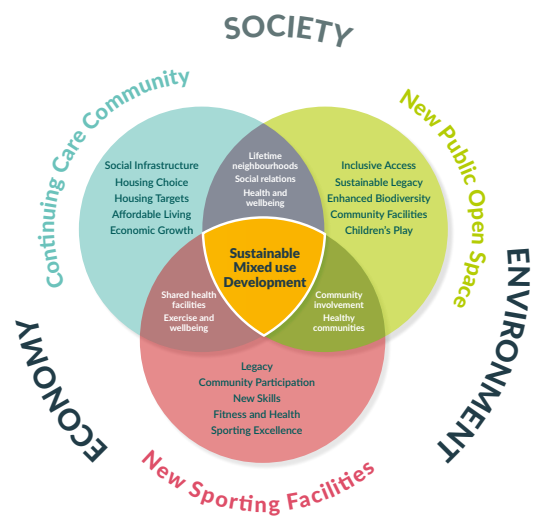 SOCIETY
Continuing Care Community
New Public Open Space
Social Infrastructure
Housing Choice
Housing Targets
Affordable Living
Economic Growth
Lifetime
neighbourhoods
Social relations
Health and
wellbeing
Inclusive Access
Sustainable Legacy
Enhanced Biodiversity
Community Facilities
Children's Play
Sustainable
Mixed use
Development
Shared health
facilities
Exercise and
wellbeing
Community
involvement
Healthy
communities
ECONOMY
ENVIRONMENT
Legacy
Community Participation
New Skills
Fitness and Health
Sporting Excellence
New Sporting Facilities